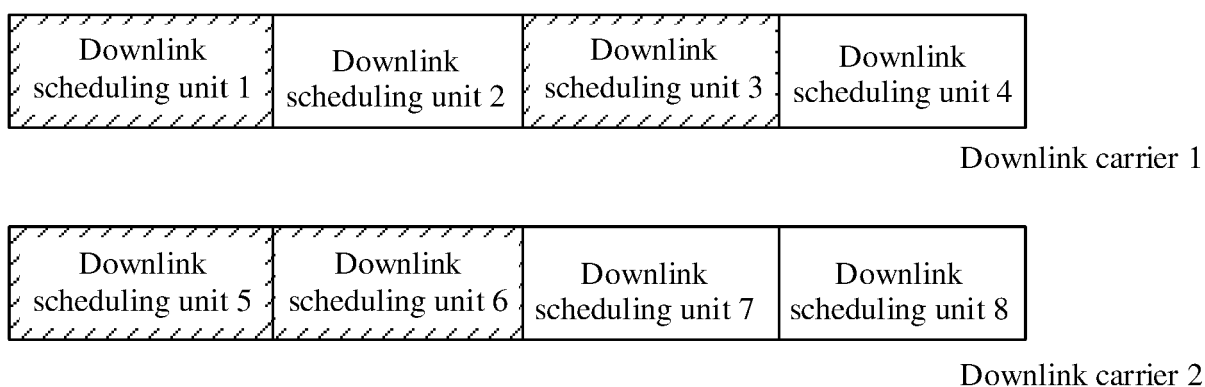 Downlink
scheduling unit 1
Downlink
scheduling unit 2
Downlink
scheduling unit 3
Downlink
scheduling unit 4
Downlink carrier 1
Downlink
scheduling unit 5
Downlink
scheduling unit 6
Downlink
scheduling unit 7
Downlink
scheduling unit 8
Downlink carrier 2